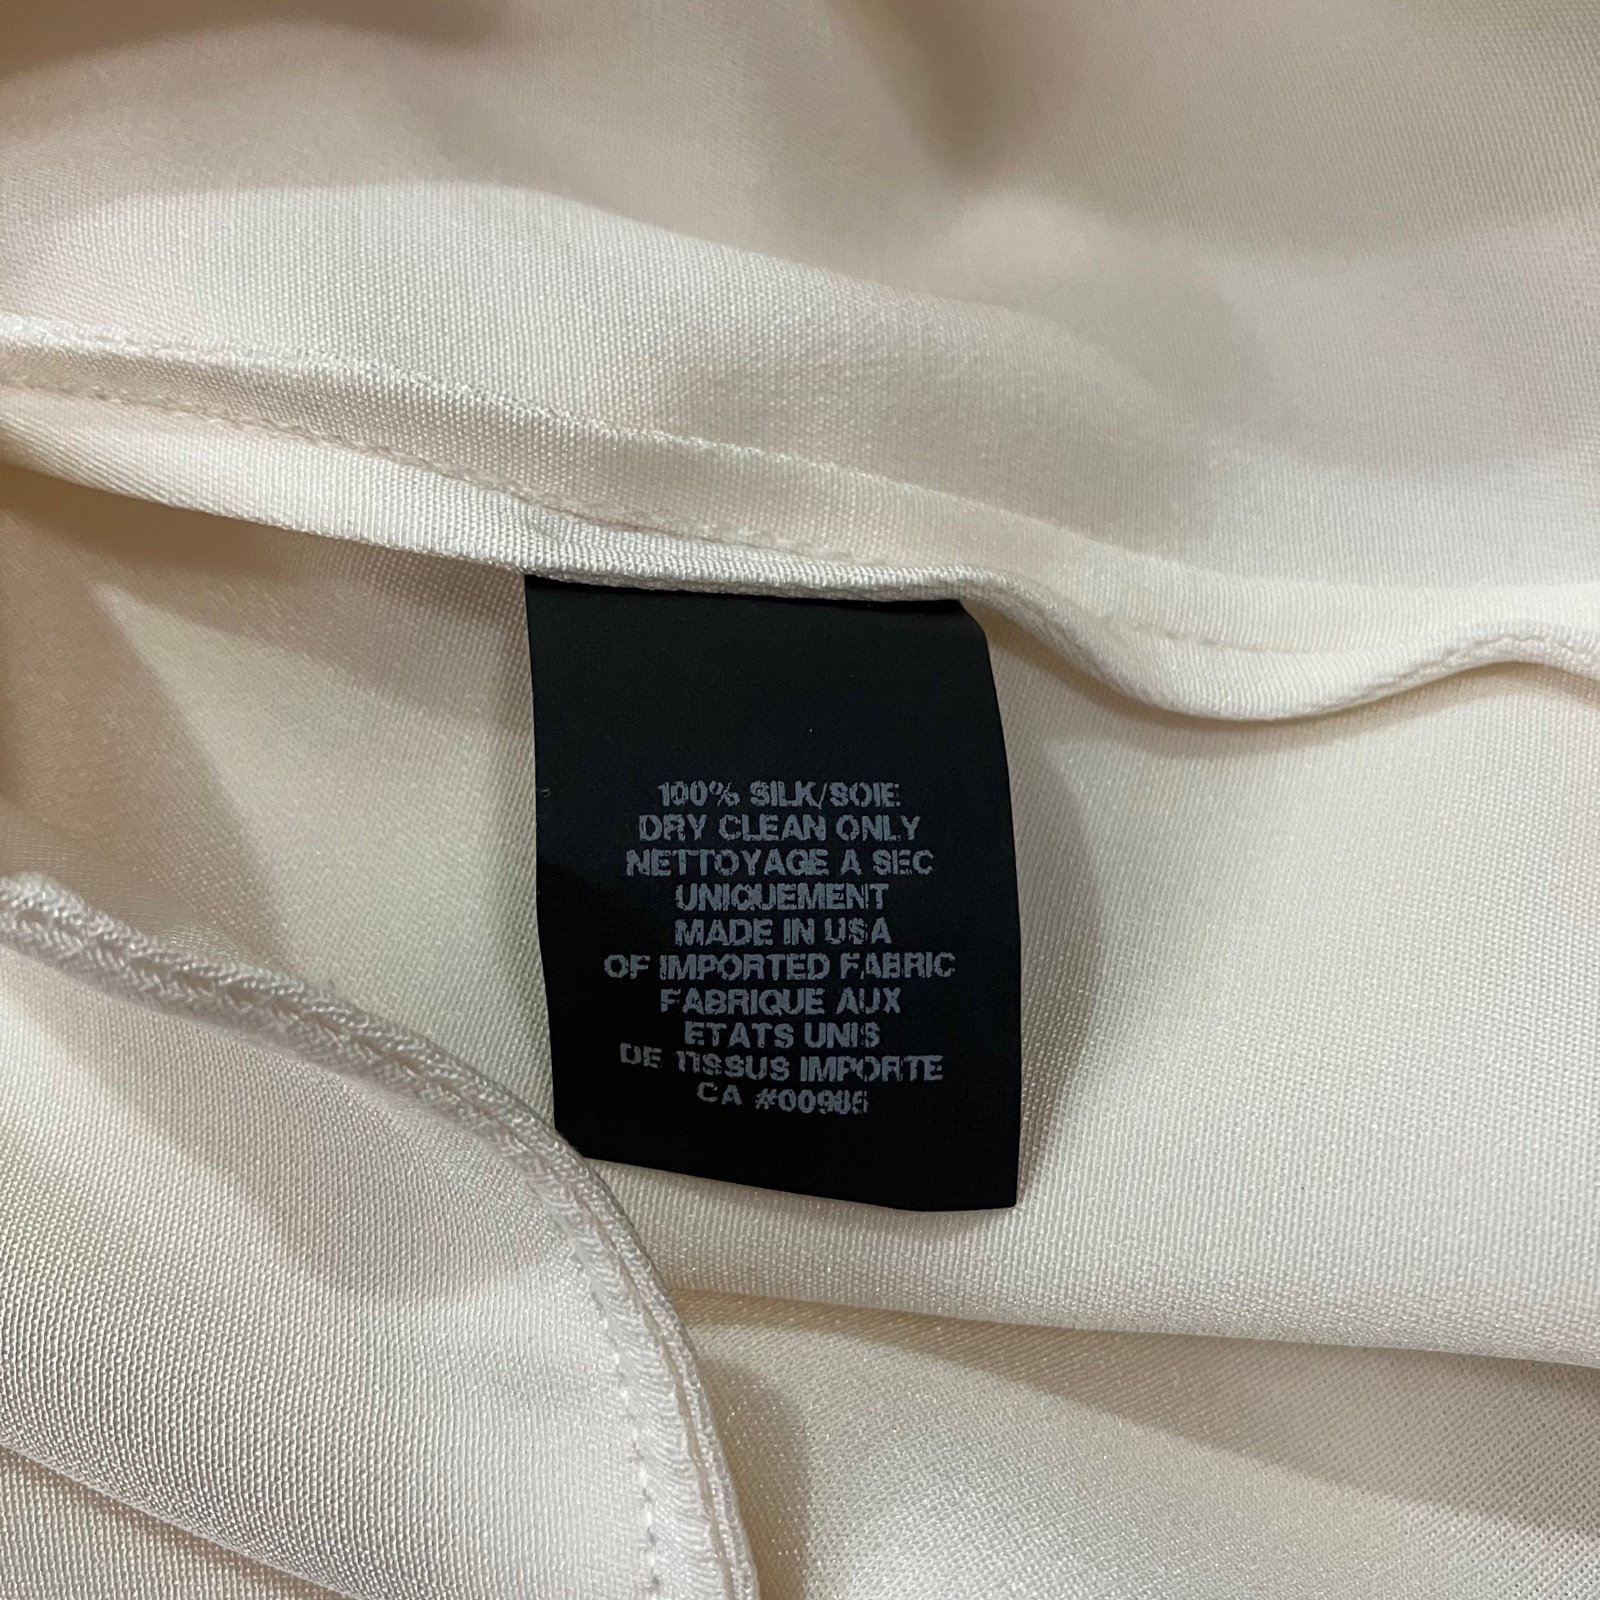 100% SILK/SOIE
DRY CLEAN ONLY
NETTOYAGE A SEC
UNIQUEMENT
MADE IN USA
OF IMPORTED FABRIC
FABRIQUE AUX
ETATS UNIS
DE TISSUS IMPORTE
CA